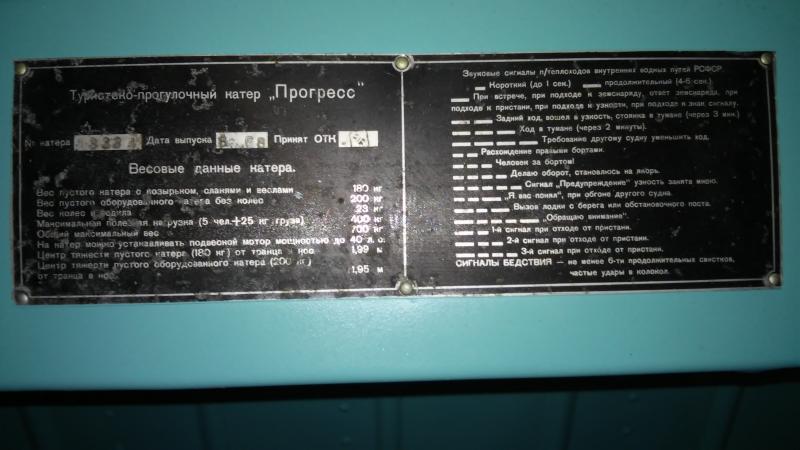 Туристско-прогулочный катер „Прогресс"
№ катера Дата выпуска Принят ОТК
Весовые данные катера.
Вес пустого катера с козырьком, сланями и веслами 180 кг
Вес пустого оборудованного катера без колес 200 кг
Вес колес и водила 23 кг
Максимальная полезная нагрузка (5 чел.+25 кг груза) 400 кг
Общий максимальный вес 700 кг
На катер можно устанавливать подвесной мотор мощностью до 40 л. с.
Центр тяжести пустого катера (180 кг) от транца в нос 1,99 м
Центр тяжести пустого оборудованного катера (200 кг)
от транца в нос 1,95 м
Звуковые сигналы п/теплоходов внутренних водных путей РСФСР
Короткий (до 1 сек.) продолжительный (4-6 сек.)
При встрече, при подходе к земснаряду, ответ земснаряда, при
подходе к пристани, при подходе к узкости, при подходе к знак сигналу.
Задний ход, вошел в узкость, стоянка в тумане (через 3 мин.)
Ход в тумане (через 2 минуты).
Требование другому судну уменьшить ход.
Расхождение правыми бортами.
Человек за бортом!
Делаю оборот, становлюсь на якорь.
Сигнал „Предупреждение" узкость занята мною.
„Я вас понял", при обгоне другого судна.
Вызов лодки с берега или обстановочного поста.
„Обращаю внимание".
1-й сигнал при отходе от пристани.
2-й сигнал при отходе от пристани.
3-й сигнал при отходе от пристани.
СИГНАЛЫ БЕДСТВИЯ — не менее 6-ти продолжительных свистков,
частые удары в колокол.